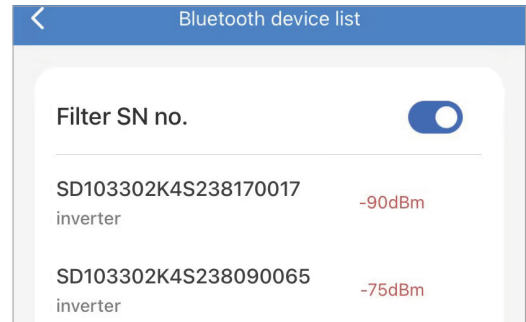 Bluetooth device list
Filter SN no.
SD103302K4S238170017
-90dBm
inverter
SD103302K4S238090065
-75dBm
inverter